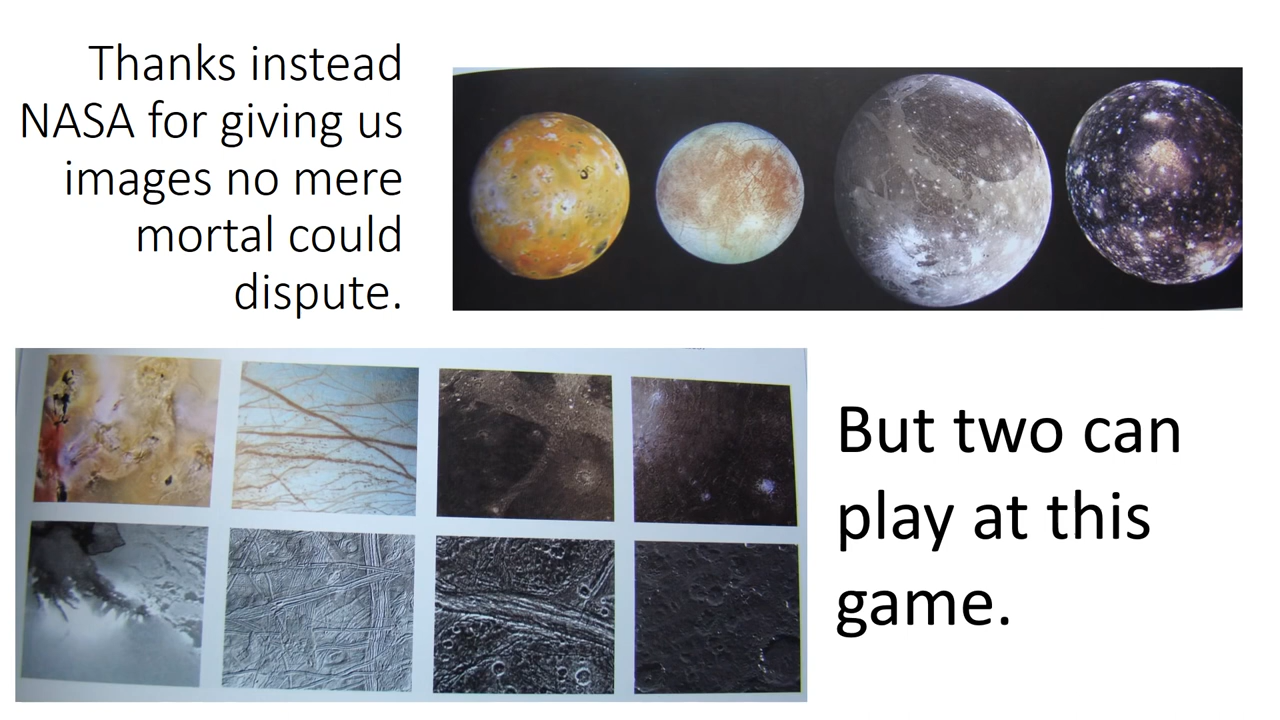 Thanks instead
NASA for giving us
images no mere
mortal could
dispute.
But two can
play at this
game.